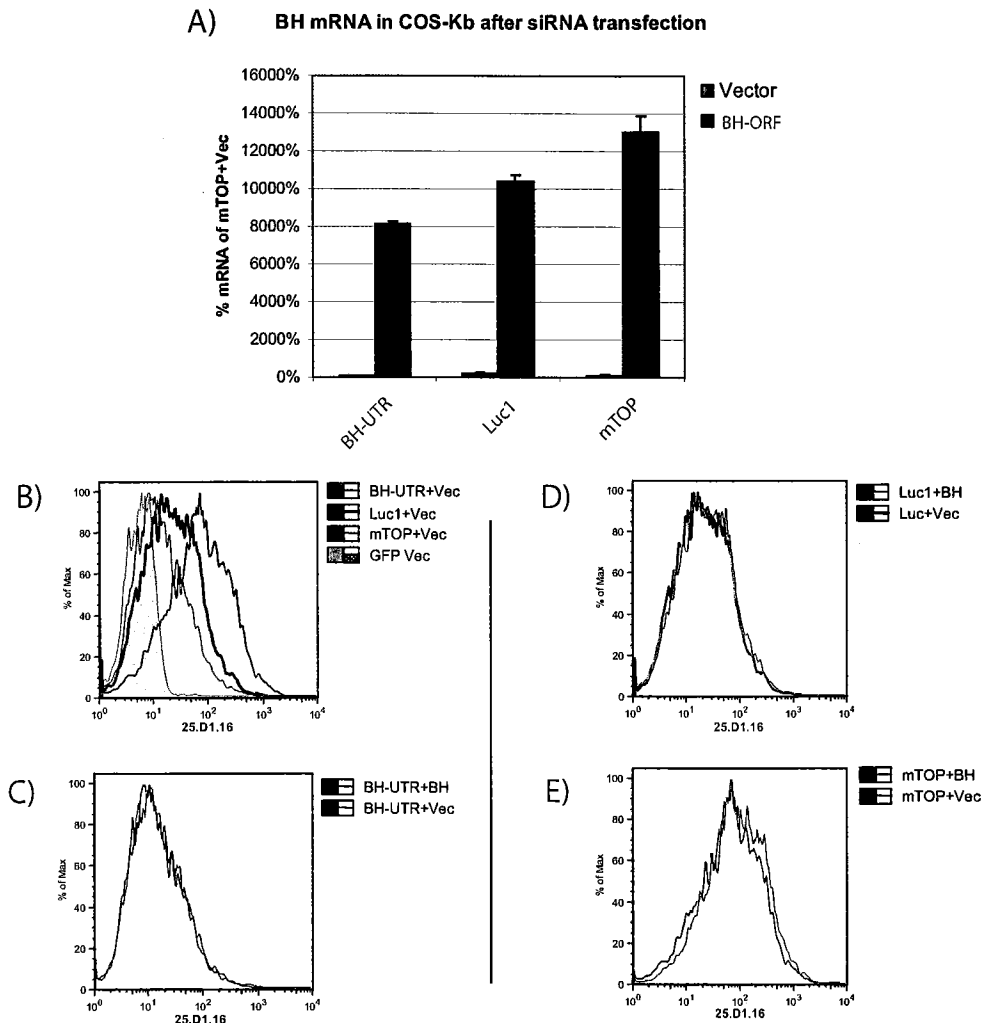 A)
BH mRNA in COS-Kb after siRNA transfection
% mRNA of mTOP+Vec
16000%
14000%
12000%
10000%
8000%
6000%
4000%
2000%
0%
BH-UTR
Luc1
mTOP
Vector
BH-ORF
B)
% of Max
100
80
60
40
20
0
10^0
10^1
10^2
10^3
10^4
25.D1.16
BH-UTR+Vec
Luc1+Vec
mTOP+Vec
GFP Vec
D)
% of Max
100
80
60
40
20
0
10^0
10^1
10^2
10^3
10^4
25.D1.16
Luc1+BH
Luc+Vec
C)
% of Max
100
80
60
40
20
0
10^0
10^1
10^2
10^3
10^4
25.D1.16
BH-UTR+BH
BH-UTR+Vec
E)
% of Max
100
80
60
40
20
0
10^0
10^1
10^2
10^3
10^4
25.D1.16
mTOP+BH
mTOP+Vec